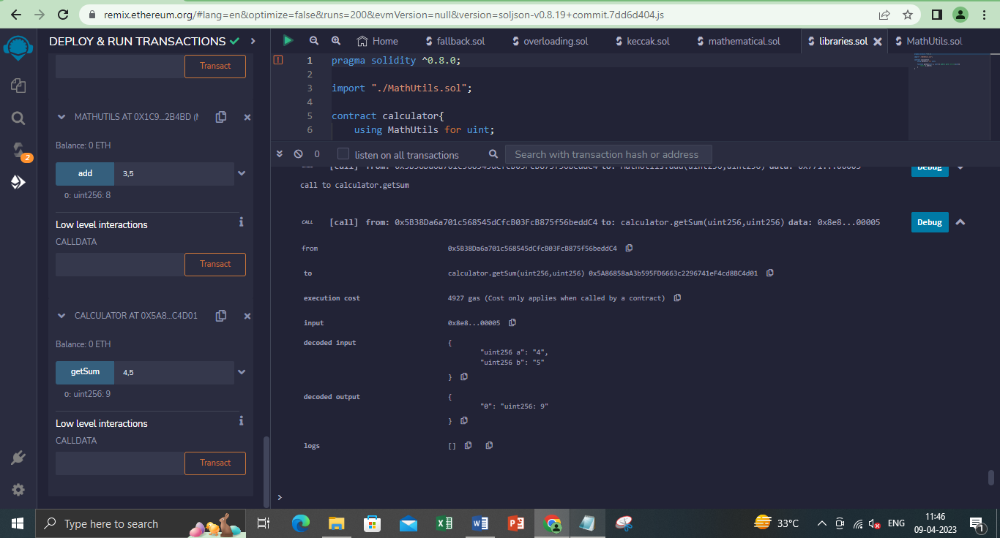 remix.ethereum.org/#lang=en&optimize=false&runs=200&evmVersion=null&version=soljson-v0.8.19+commit.7dd6d404.js
DEPLOY & RUN TRANSACTIONS
Transact
MATHUTILS AT 0X1C9...2B4BD (
Balance: 0 ETH
add 3,5
0: uint256: 8
Low level interactions
CALLDATA
Transact
CALCULATOR AT 0X5A8...C4D01
Balance: 0 ETH
getSum 4,5
0: uint256: 9
Low level interactions
CALLDATA
Transact
2
Home fallback.sol overloading.sol keccak.sol mathematical.sol libraries.sol MathUtils.sol
1 pragma solidity ^0.8.0;
2
3 import "./MathUtils.sol";
4
5 contract calculator{
6 using MathUtils for uint;
0 listen on all transactions Search with transaction hash or address
[call] from: 0x5B38Da6a701c568545dCfcB03FcB875f56beddC4 to: MathUtils.add(uint256,uint256) data: 0x771...00005 Debug
call to calculator.getSum
CALL [call] from: 0x5B38Da6a701c568545dCfcB03FcB875f56beddC4 to: calculator.getSum(uint256,uint256) data: 0x8e8...00005 Debug
from 0x5B38Da6a701c568545dCfcB03FcB875f56beddC4
to calculator.getSum(uint256,uint256) 0x5A86858aA3b595FD6663c2296741eF4cd8BC4d01
execution cost 4927 gas (Cost only applies when called by a contract)
input 0x8e8...00005
decoded input {
"uint256 a": "4",
"uint256 b": "5"
}
decoded output {
"0": "uint256: 9"
}
logs []
>
Type here to search
33°C
ENG
11:46
09-04-2023
1